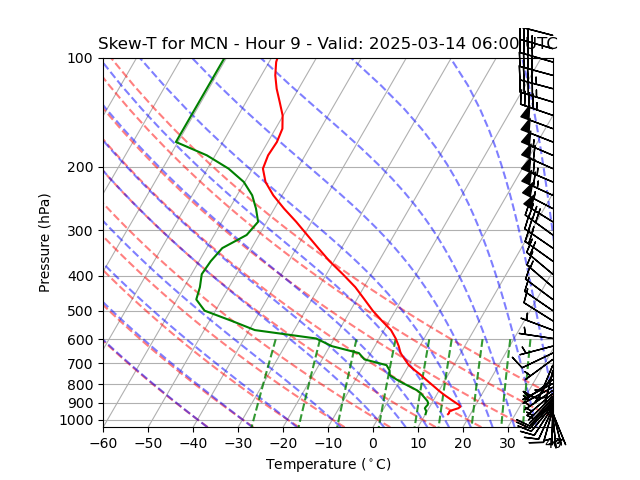 Skew-T for MCN - Hour 9 - Valid: 2025-03-14 06:00 UTC
100
200
300
400
500
600
700
800
900
1000
Pressure (hPa)
−60 −50 −40 −30 −20 −10 0 10 20 30 40
Temperature (°C)